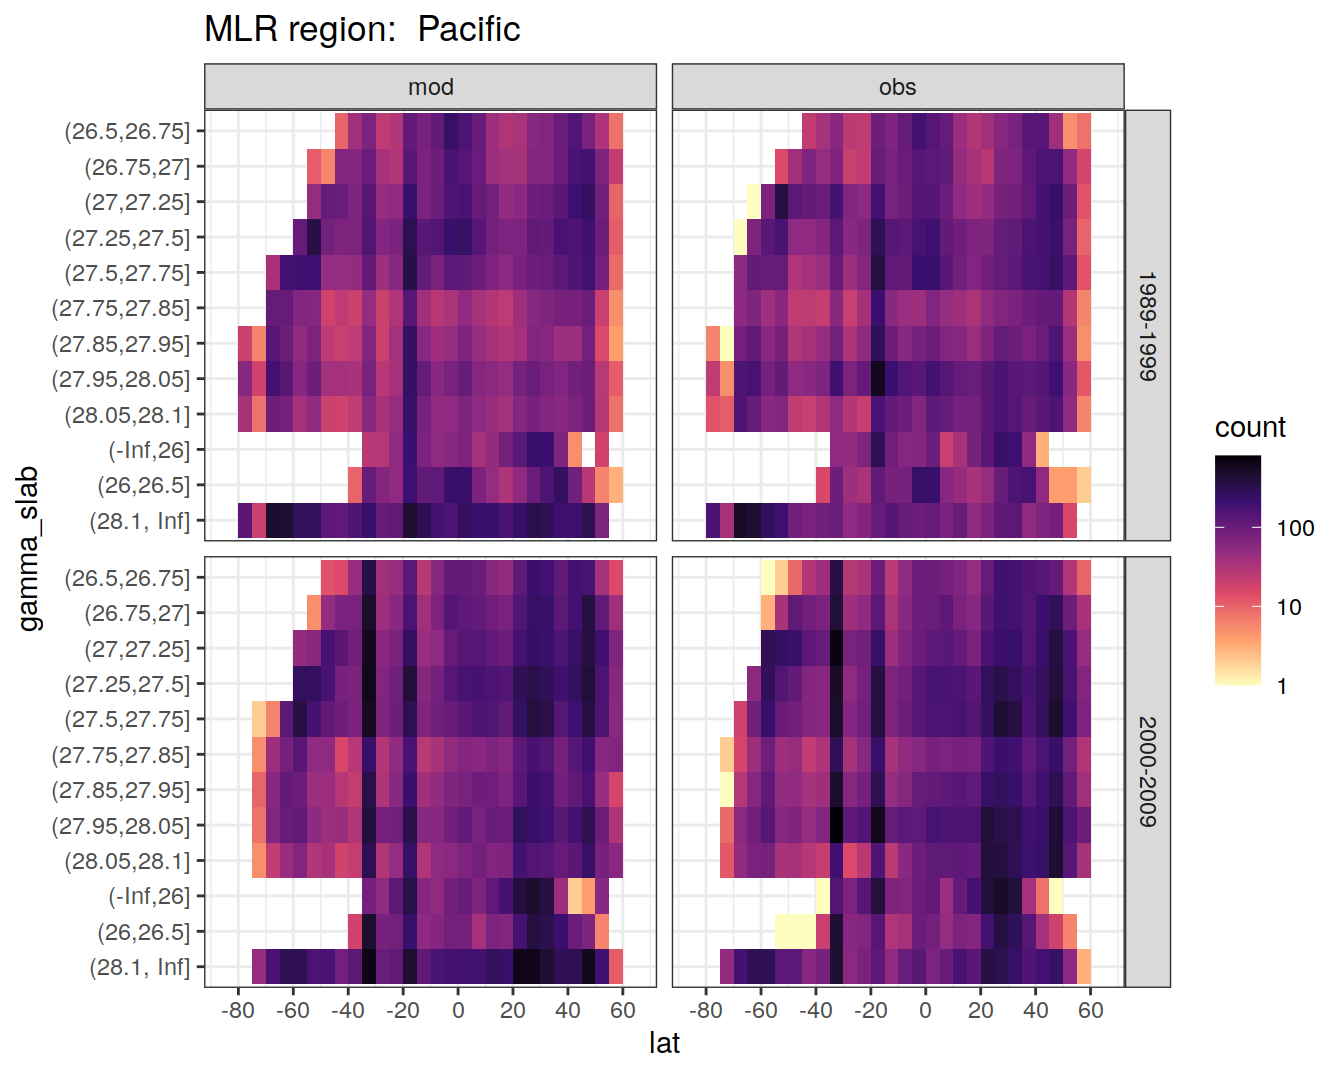 MLR region:  Pacific
mod
obs
(26.5,26.75]
(26.75,27]
(27,27.25]
(27.25,27.5]
(27.5,27.75]
(27.75,27.85]
(27.85,27.95]
(27.95,28.05]
(28.05,28.1]
(-Inf,26]
(26,26.5]
(28.1, Inf]
1989-1999
(26.5,26.75]
(26.75,27]
(27,27.25]
(27.25,27.5]
(27.5,27.75]
(27.75,27.85]
(27.85,27.95]
(27.95,28.05]
(28.05,28.1]
(-Inf,26]
(26,26.5]
(28.1, Inf]
2000-2009
gamma_slab
-80 -60 -40 -20 0 20 40 60
-80 -60 -40 -20 0 20 40 60
lat
count
100
10
1